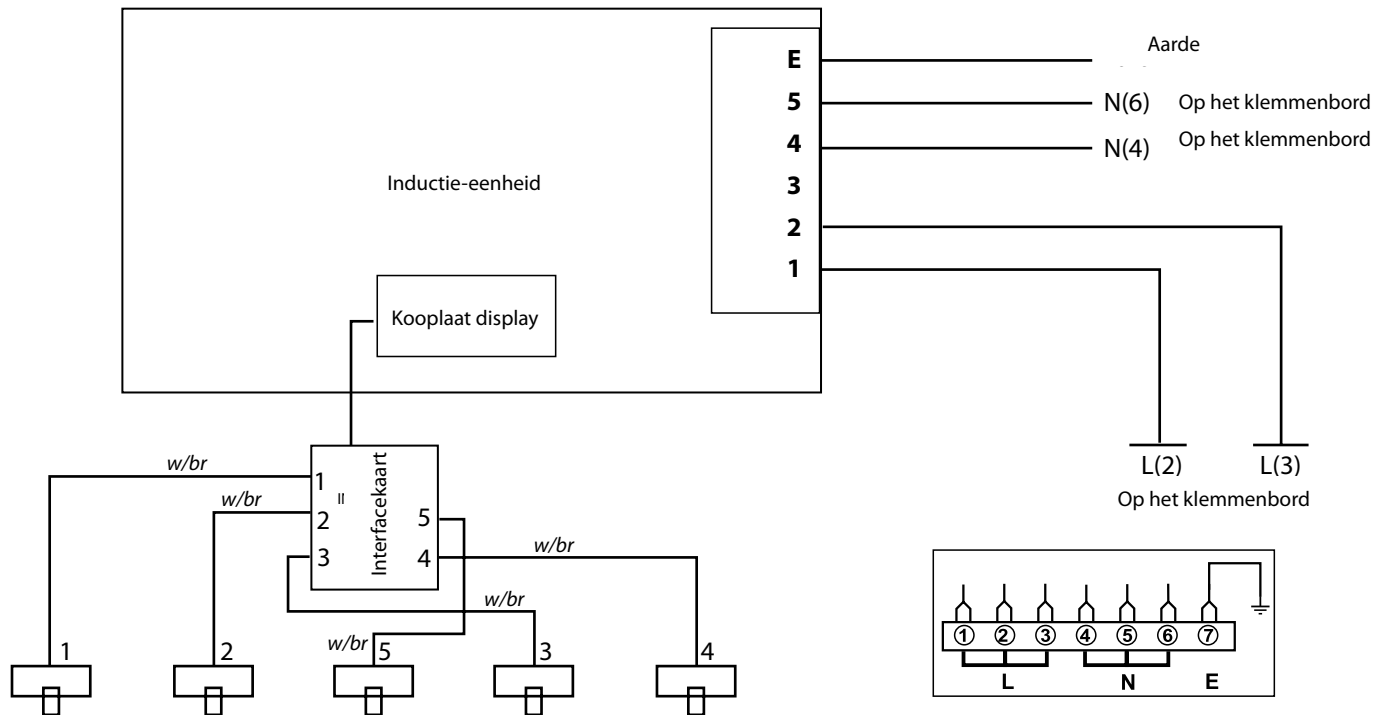 E
Aarde
5
N(6) Op het klemmenbord
4
N(4) Op het klemmenbord
Inductie-eenheid
3
2
1
Kooplaat display
L(2) L(3)
Op het klemmenbord
w/br
w/br
1
2
3
5
4
Interfacekaart
w/br
w/br
w/br
1 2 5 3 4
1 2 3 4 5 6 7
L N E